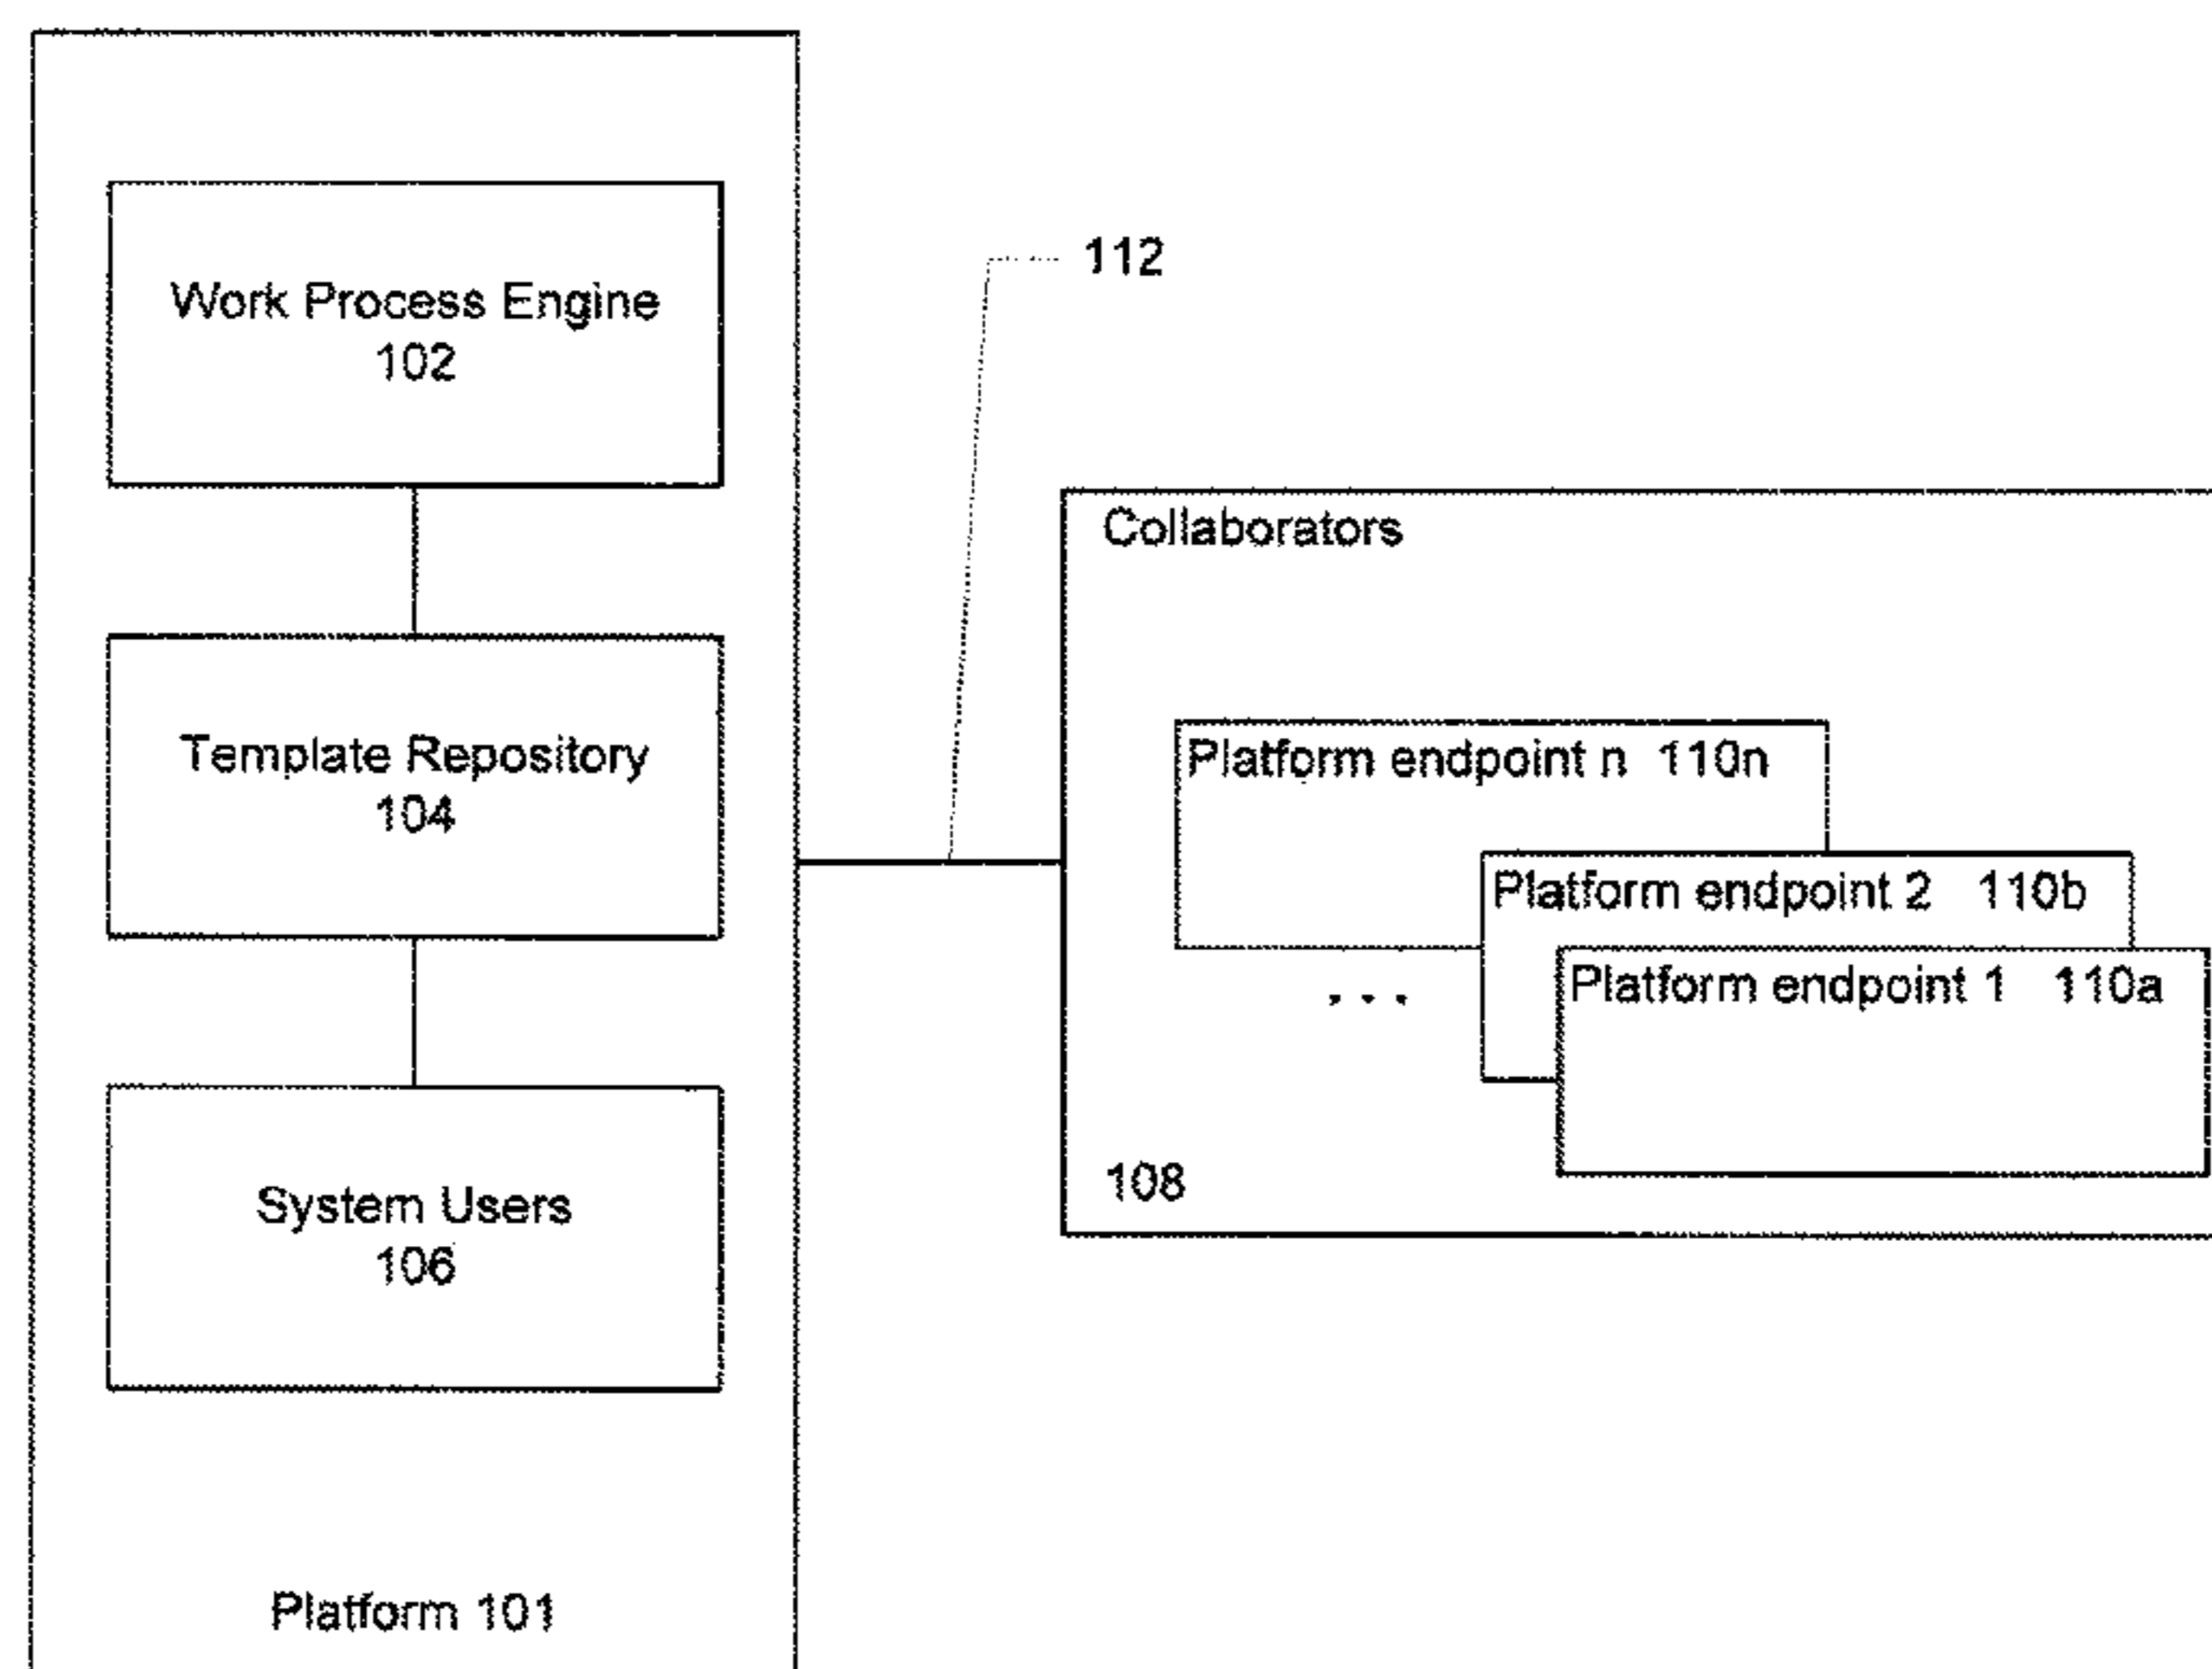 Work Process Engine
102
Template Repository
104
System Users
106
Platform 101
112
Collaborators
Platform endpoint n 110n
Platform endpoint 2 110b
Platform endpoint 1 110a
. . .
108